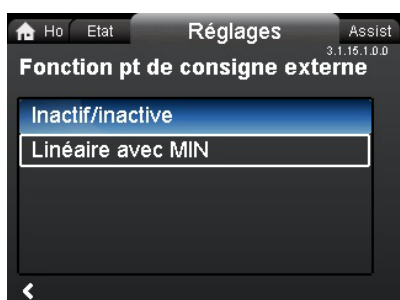 Ho Etat Réglages Assist
3.1.15.1.0.0
Fonction pt de consigne externe
Inactif/inactive
Linéaire avec MIN